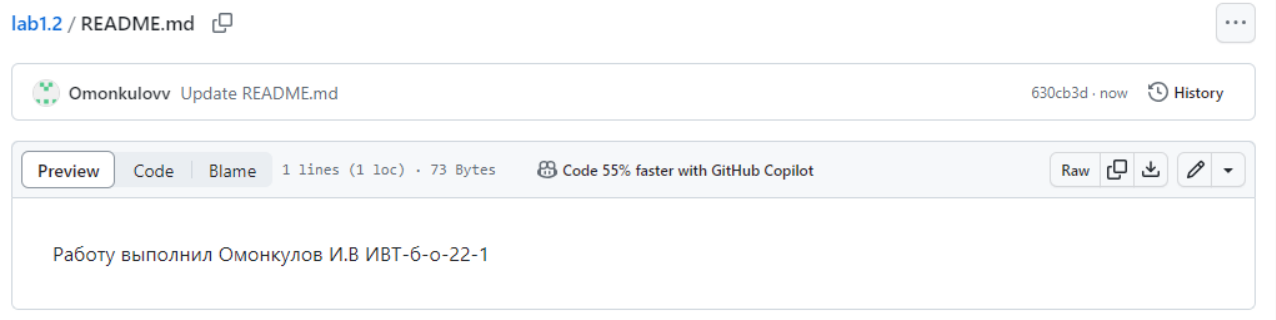 lab1.2 / README.md
Omonkulovv Update README.md 630cb3d · now History
Preview Code Blame 1 lines (1 loc) · 73 Bytes Code 55% faster with GitHub Copilot Raw
Работу выполнил Омонкулов И.В ИВТ-б-о-22-1